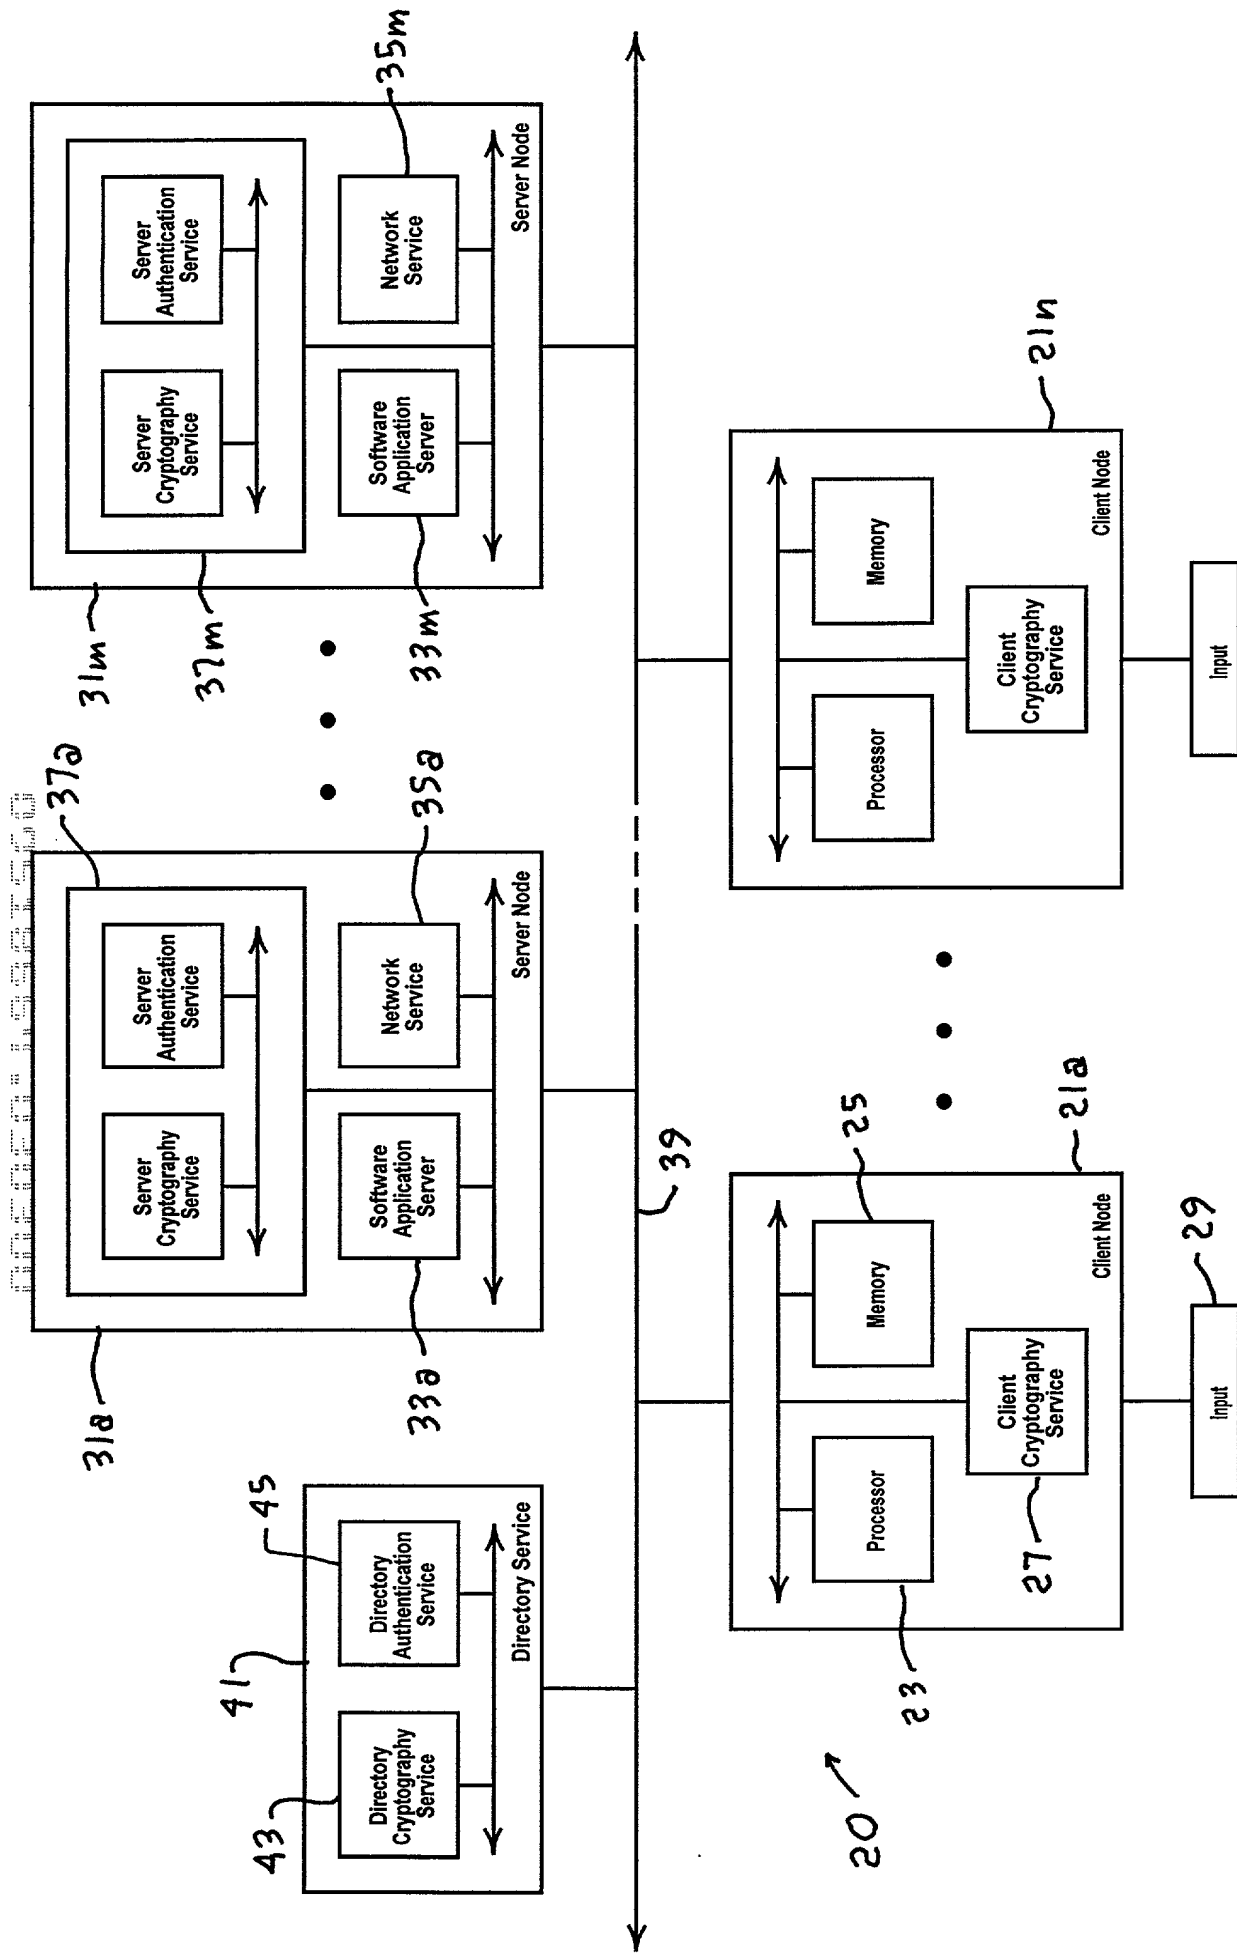 41
43
45
Directory
Cryptography
Service
Directory
Authentication
Service
Directory Service
31a
37a
Server
Cryptography
Service
Server
Authentication
Service
Software
Application
Server
Network
Service
33a
35a
Server Node
31m
37m
Server
Cryptography
Service
Server
Authentication
Service
Software
Application
Server
Network
Service
33m
35m
Server Node
39
20
Processor
Memory
23
25
Client
Cryptography
Service
27
Client Node
21a
Input
29
Processor
Memory
Client
Cryptography
Service
Client Node
21n
Input